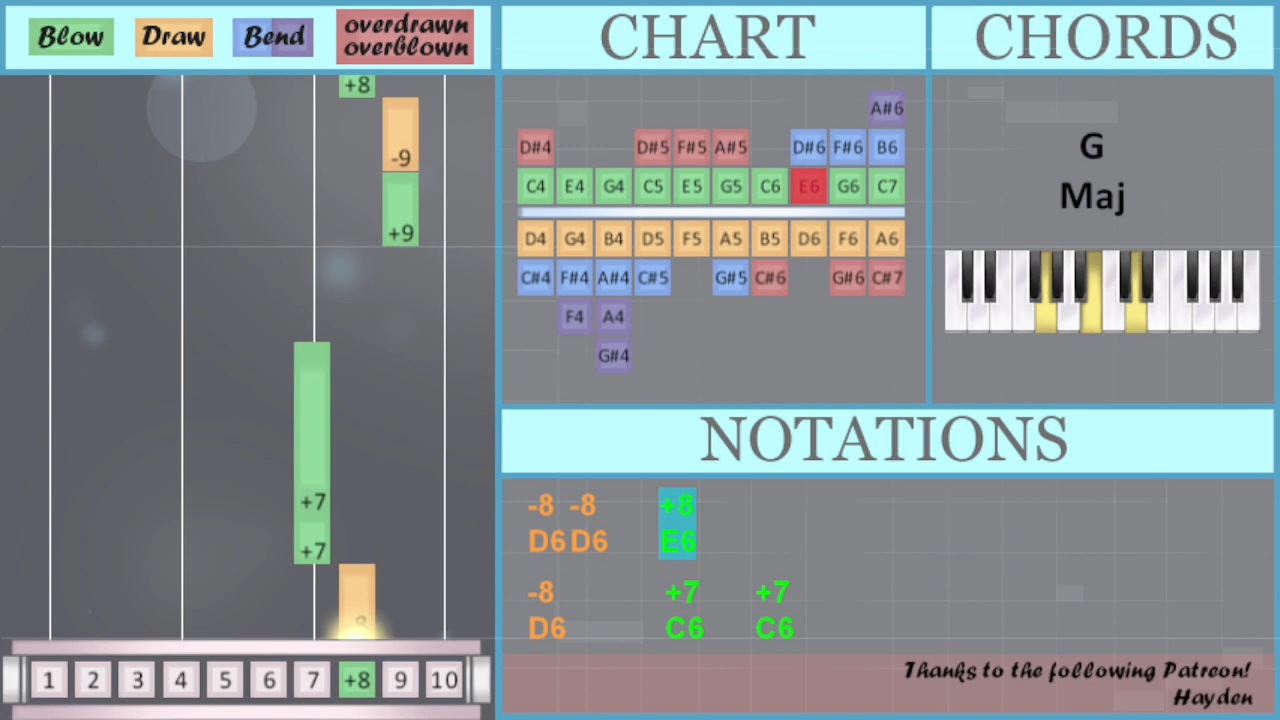 Blow Draw Bend overdrawn
overblown
CHART
CHORDS
+8
-9
+9
+7
+7
1 2 3 4 5 6 7 +8 9 10
A#6
D#4 D#5 F#5 A#5 D#6 F#6 B6
C4 E4 G4 C5 E5 G5 C6 E6 G6 C7
D4 G4 B4 D5 F5 A5 B5 D6 F6 A6
C#4 F#4 A#4 C#5 G#5 C#6 G#6 C#7
F4 A4
G#4
G
Maj
NOTATIONS
-8 -8 +8
D6 D6 E6
-8 +7 +7
D6 C6 C6
Thanks to the following Patreon!
Hayden